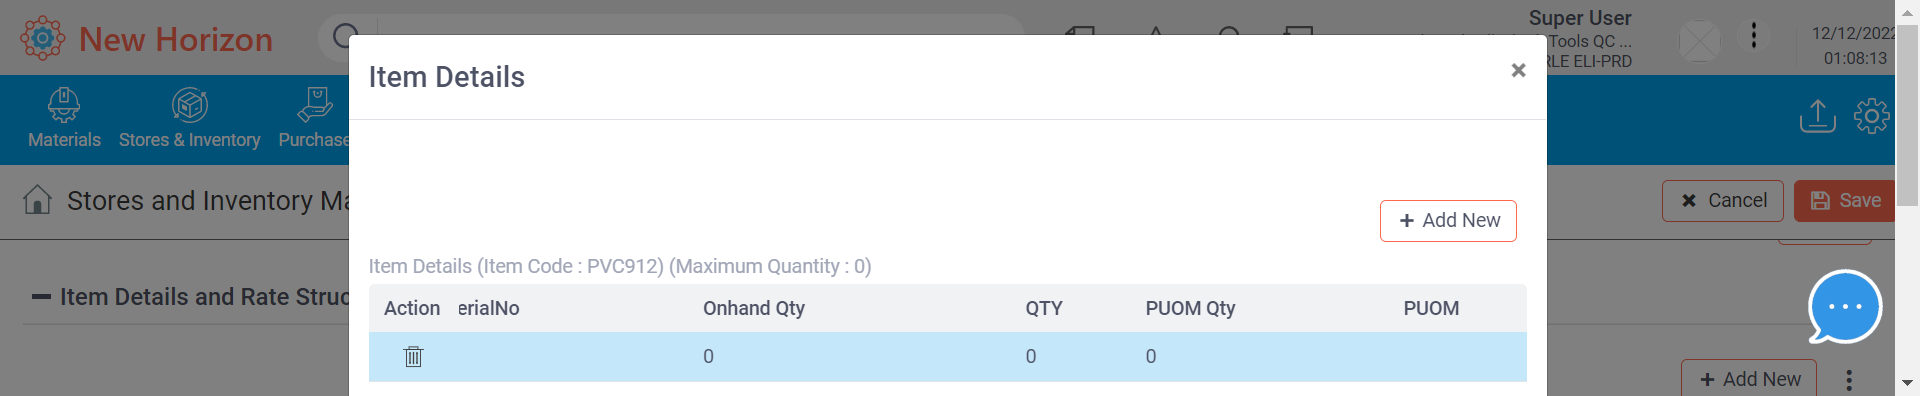 New Horizon
Super User
Tools QC ...
RLE ELI-PRD
12/12/2022
01:08:13
Item Details
×
Materials
Stores & Inventory
Purchase
Stores and Inventory Ma
Cancel
Save
+ Add New
Item Details (Item Code : PVC912) (Maximum Quantity : 0)
Item Details and Rate Struc
Action erialNo Onhand Qty QTY PUOM Qty PUOM
0 0 0
+ Add New